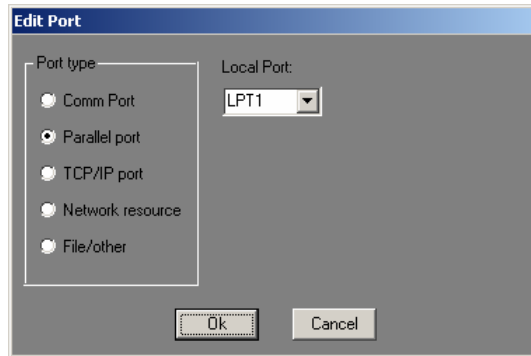 Edit Port
Port type
Comm Port
Parallel port
TCP/IP port
Network resource
File/other
Local Port:
LPT1
Ok
Cancel